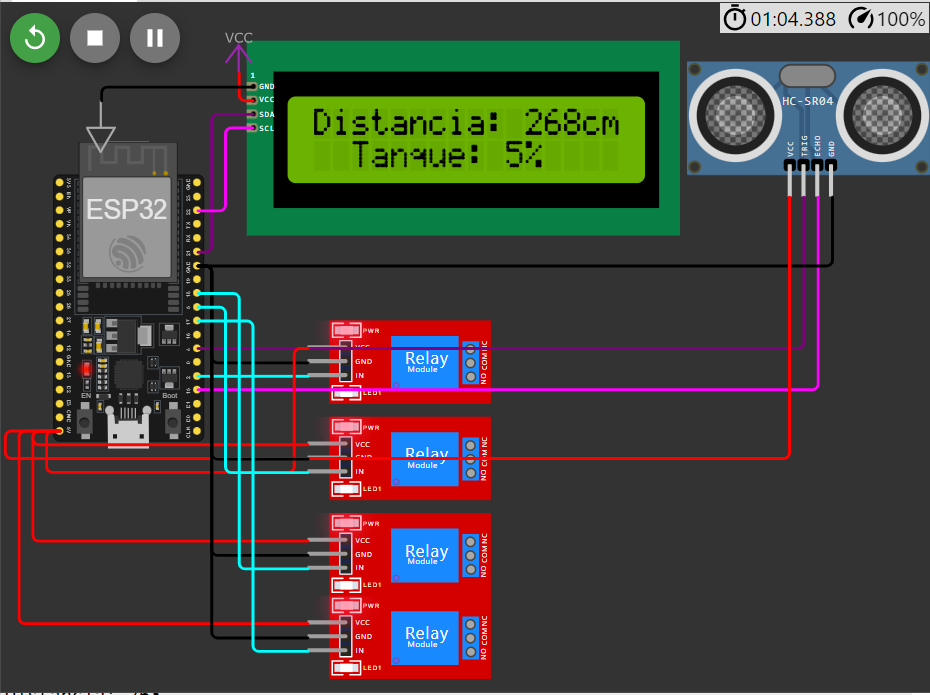 01:04.388 100%
VCC
1
GND
VCC
SDA
SCL
Distancia: 268cm
Tanque: 5%
HC-SR04
VCC
TRIG
ECHO
GND
ESP32
EN
Boot
PWR
GND
IN
LED1
Relay
Module
NO COM NC
PWR
VCC
GND
IN
LED1
Relay
Module
NO COM NC
PWR
VCC
GND
IN
LED1
Relay
Module
NO COM NC
PWR
VCC
GND
IN
LED1
Relay
Module
NO COM NC